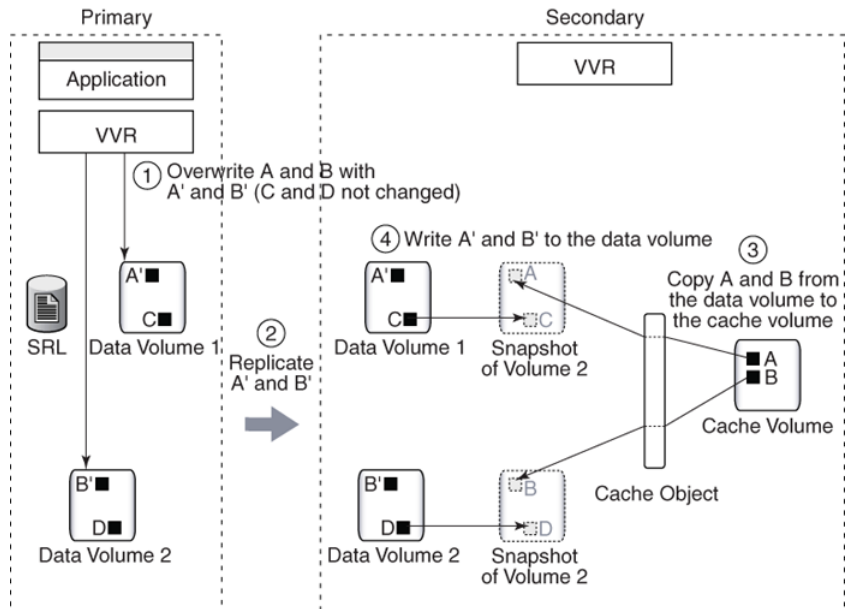 Primary
Secondary
Application
VVR
VVR
1 Overwrite A and B with
A' and B' (C and D not changed)
4 Write A' and B' to the data volume
3
Copy A and B from
the data volume to
the cache volume
A'
C
SRL
Data Volume 1
2
Replicate
A' and B'
A'
C
Data Volume 1
A
C
Snapshot
of Volume 2
A
B
Cache Volume
Cache Object
B'
D
Data Volume 2
B'
D
Data Volume 2
B
D
Snapshot
of Volume 2